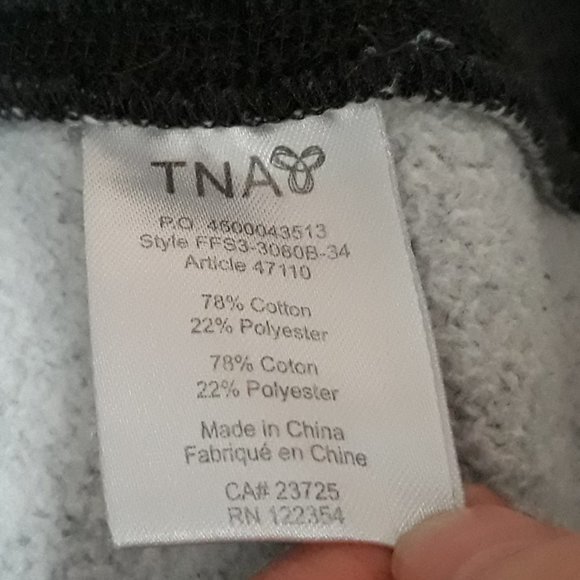 TNA
P.O. 4600043513
Style FFS3-3080B-34
Article 47110
78% Cotton
22% Polyester
78% Coton
22% Polyester
Made in China
Fabriqué en Chine
CA# 23725
RN 122354